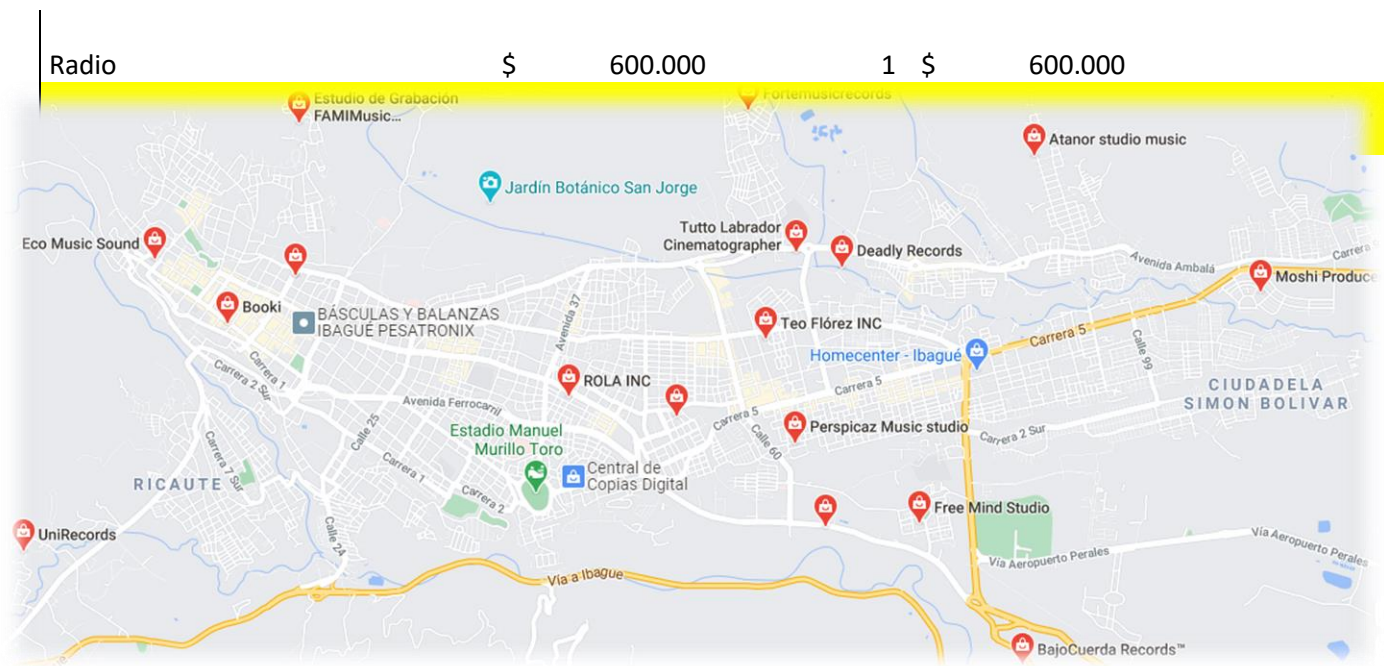 Radio $ 600.000 1 $ 600.000
Estudio de Grabación
FAMIMusic...
Fortemusicrecords
Atanor studio music
Jardín Botánico San Jorge
Tutto Labrador
Cinematographer
Eco Music Sound
Deadly Records
Carrera
Avenida Ambalá
Moshi Produce
Booki
BÁSCULAS Y BALANZAS
IBAGUÉ PESATRONIX
Avenida 37
Teo Flórez INC
Carrera 5
Homecenter - Ibagué
Calle 99
Carrera 1
Carrera 2 Sur
ROLA INC
Carrera 5
CIUDADELA
SIMON BOLIVAR
Avenida Ferrocarril
Carrera 5
Estadio Manuel
Murillo Toro
Calle 25
Calle 60
Perspicaz Music studio
Carrera 2 Sur
Carrera 7 Sur
Carrera 1
Central de
Copias Digital
RICAUTE
Carrera 2
Free Mind Studio
UniRecords
Calle 24
Vía Aeropuerto Perales
Vía Aeropuerto Perales
Vía a Ibague
BajoCuerda Records™